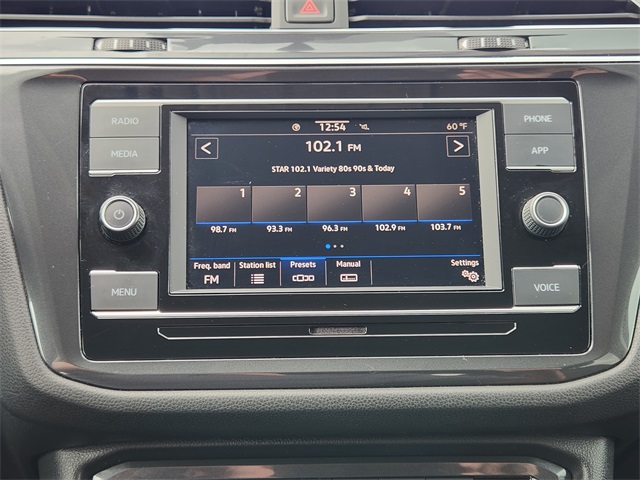 12:54 60 °F
RADIO PHONE
< 102.1 FM >
MEDIA APP
STAR 102.1 Variety 80s 90s & Today
1 2 3 4 5
98.7 FM 93.3 FM 96.3 FM 102.9 FM 103.7 FM
Freq. band Station list Presets Manual Settings
FM
MENU VOICE